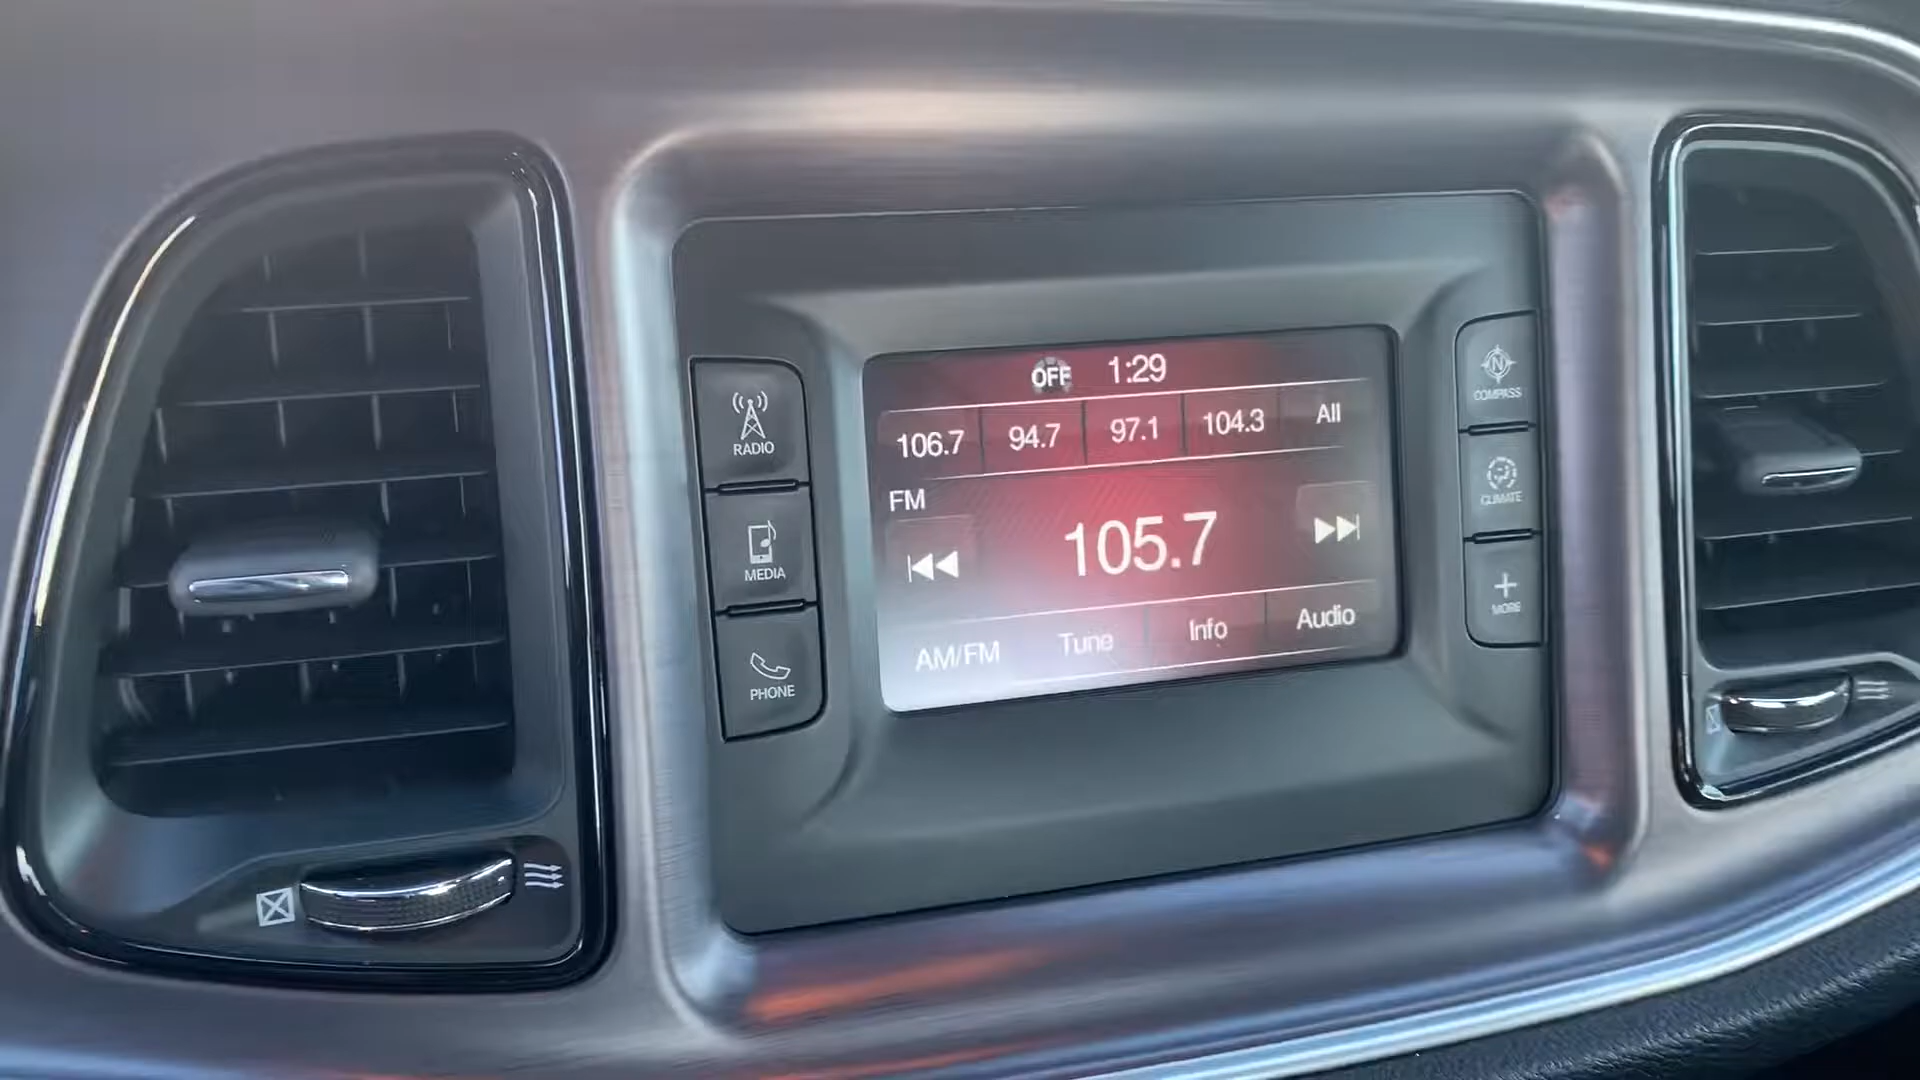 OFF 1:29
106.7 94.7 97.1 104.3 All
FM
105.7
AM/FM Tune Info Audio
RADIO
MEDIA
PHONE
N
COMPASS
CLIMATE
MORE